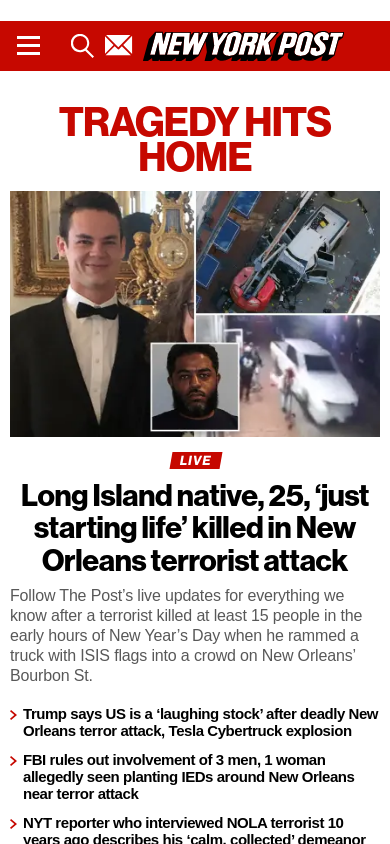 NEW YORK POST
TRAGEDY HITS
HOME
LIVE
Long Island native, 25, ‘just
starting life’ killed in New
Orleans terrorist attack
Follow The Post’s live updates for everything we
know after a terrorist killed at least 15 people in the
early hours of New Year’s Day when he rammed a
truck with ISIS flags into a crowd on New Orleans’
Bourbon St.
Trump says US is a ‘laughing stock’ after deadly New
Orleans terror attack, Tesla Cybertruck explosion
FBI rules out involvement of 3 men, 1 woman
allegedly seen planting IEDs around New Orleans
near terror attack
NYT reporter who interviewed NOLA terrorist 10
years ago describes his ‘calm, collected’ demeanor